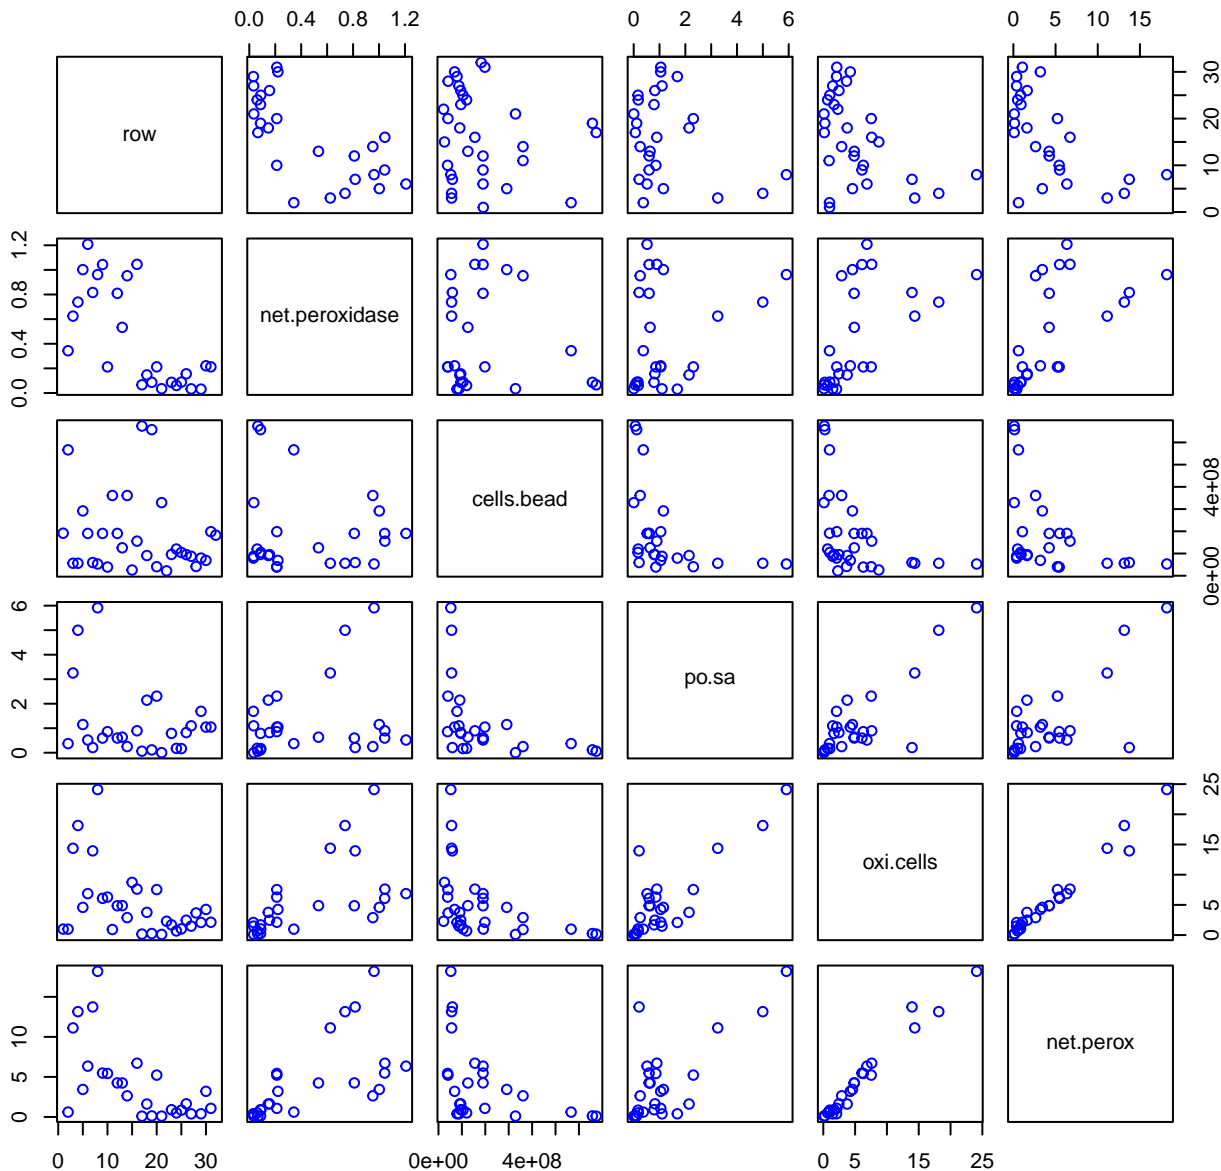 0.0 0.4 0.8 1.2 0 2 4 6 0 5 10 15
row 0 10 20 30
0.0 0.4 0.8 1.2 net.peroxidase
cells.bead 0e+00 4e+08
0 2 4 6 po.sa
oxi.cells 0 5 15 25
0 5 10 net.perox
0 10 20 30 0e+00 4e+08 0 5 15 25